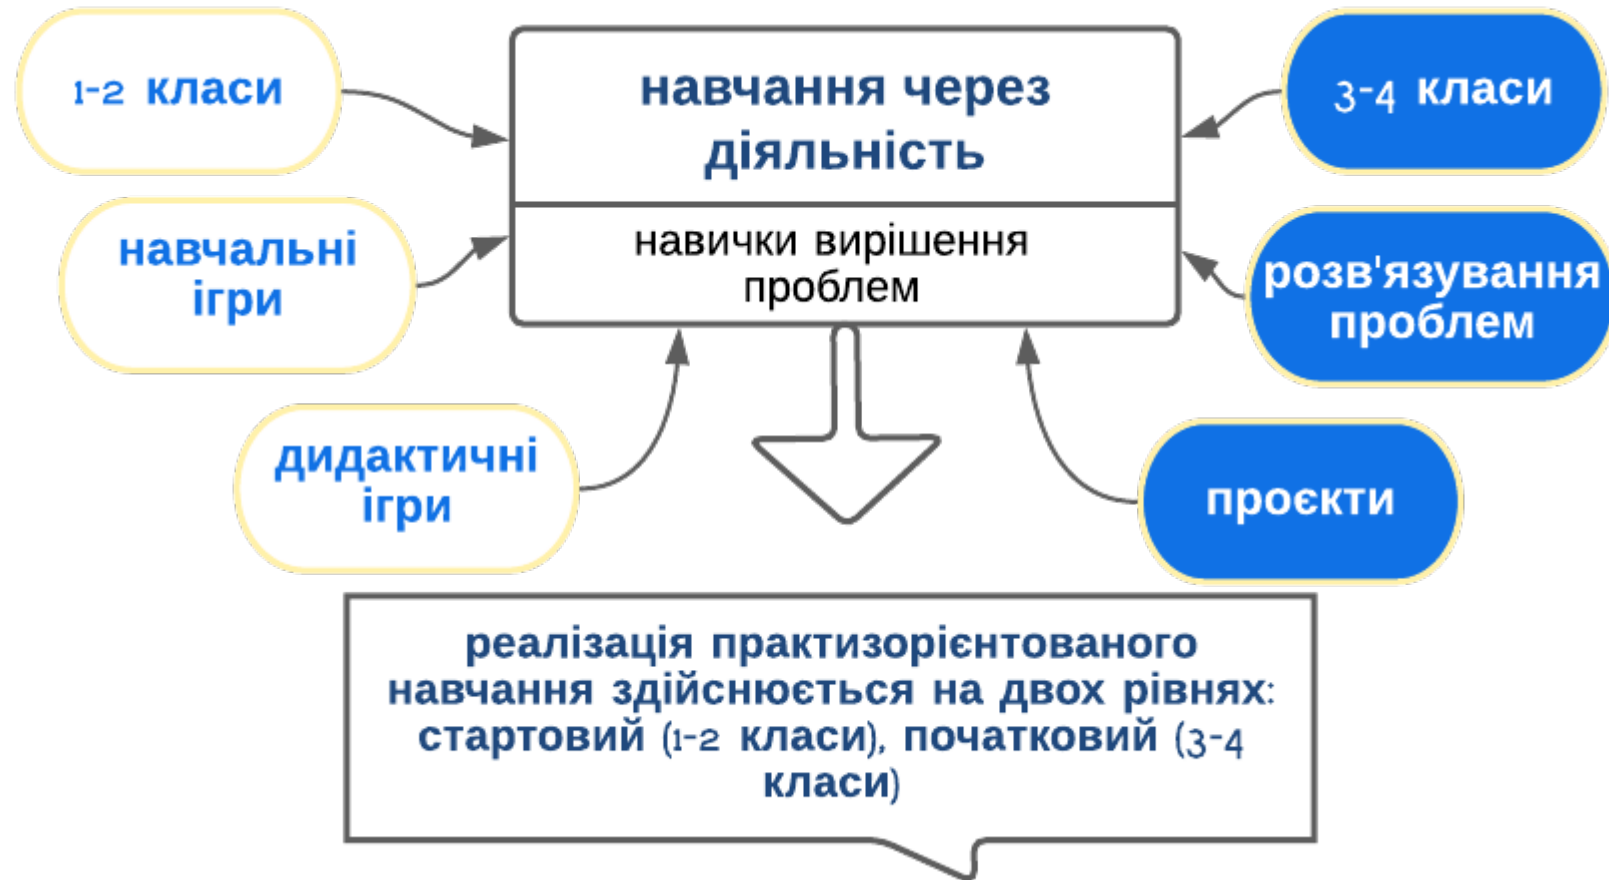 1-2 класи
навчання через
діяльність
3-4 класи
навчальні
ігри
навички вирішення
проблем
розв'язування
проблем
дидактичні
ігри
проєкти
реалізація практизорієнтованого
навчання здійснюється на двох рівнях:
стартовий (1-2 класи), початковий (3-4
класи)